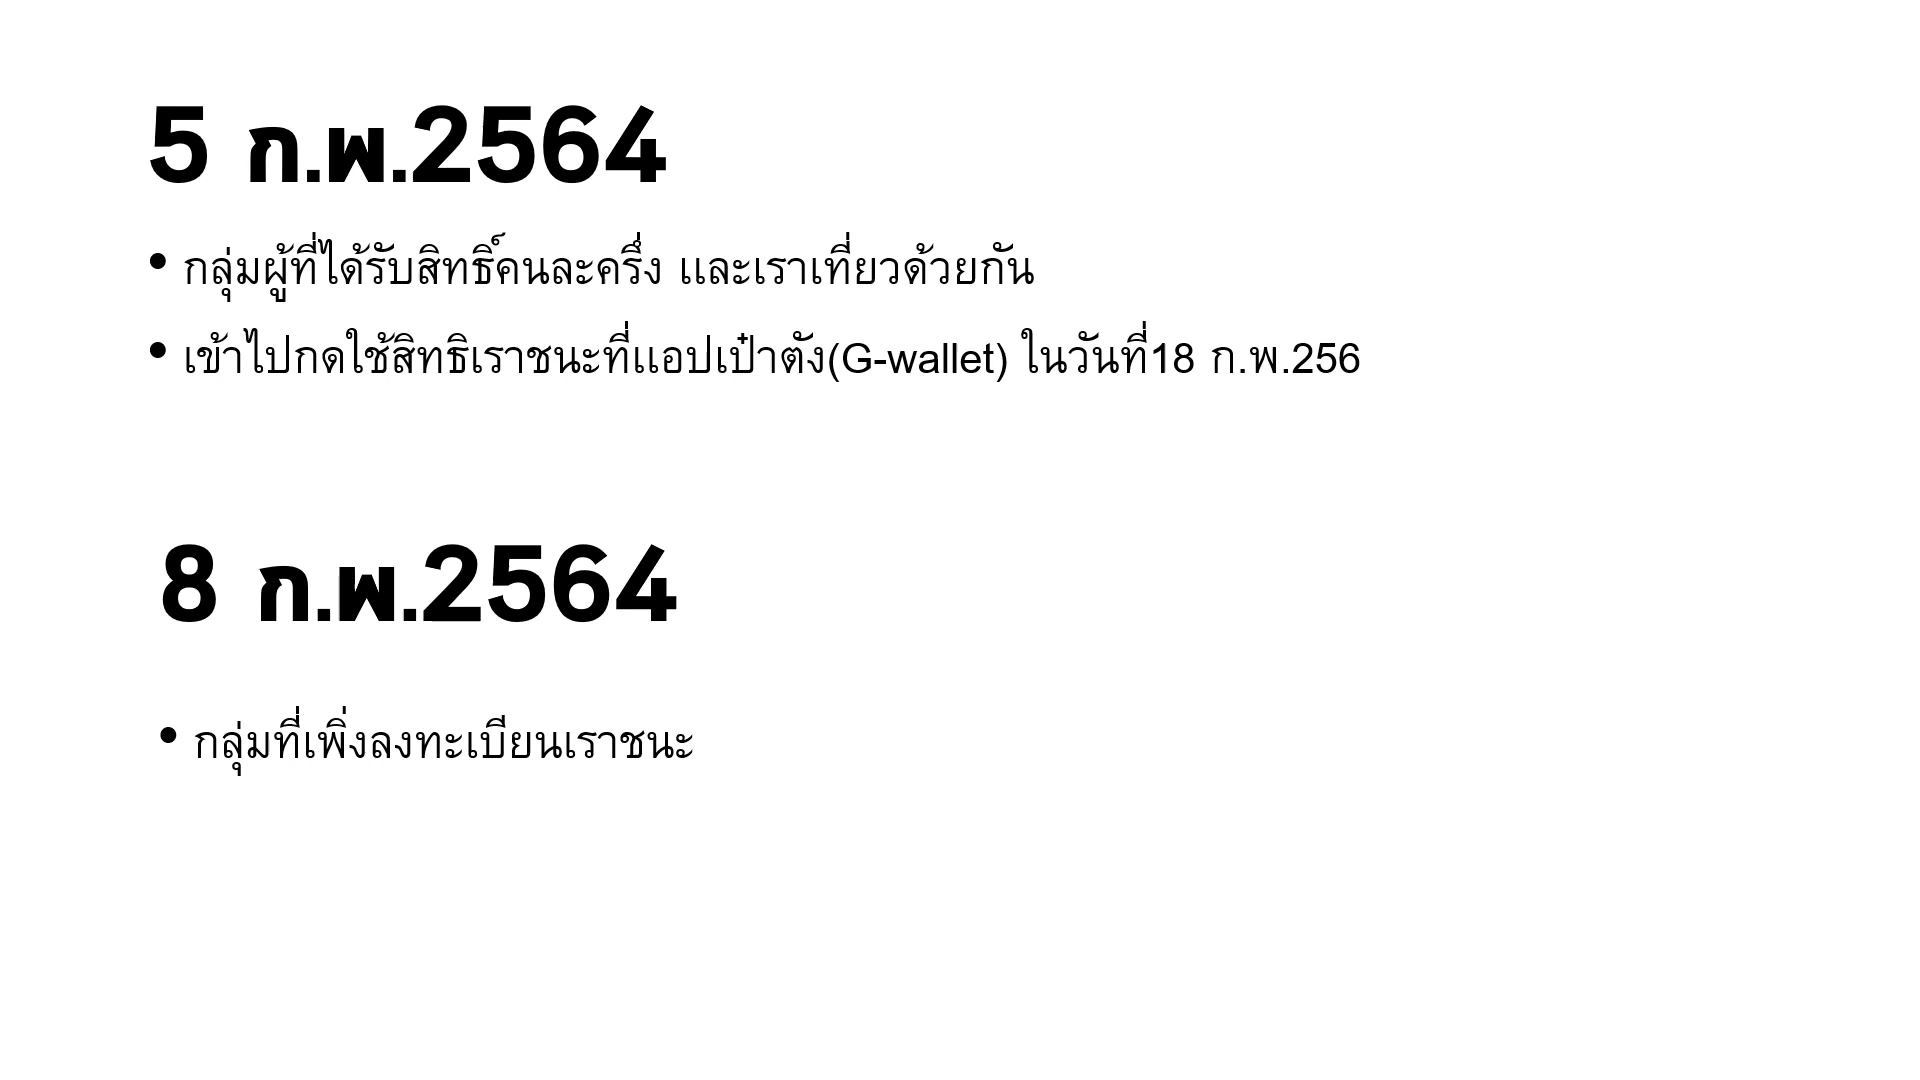 5 ก.พ.2564
• กลุ่มผู้ที่ได้รับสิทธิ์คนละครึ่ง และเราเที่ยวด้วยกัน
• เข้าไปกดใช้สิทธิเราชนะที่แอปเป๋าตัง(G-wallet) ในวันที่18 ก.พ.256
8 ก.พ.2564
• กลุ่มที่เพิ่งลงทะเบียนเราชนะ